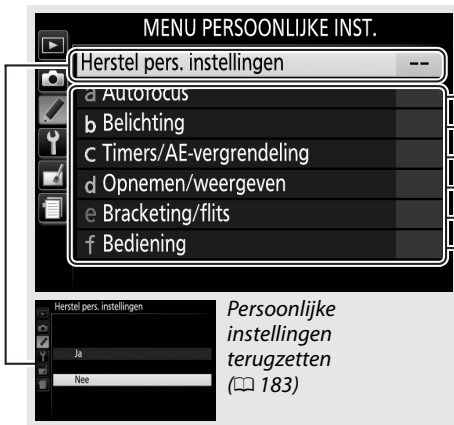 MENU PERSOONLIJKE INST.
Herstel pers. instellingen --
a Autofocus
b Belichting
c Timers/AE-vergrendeling
d Opnemen/weergeven
e Bracketing/flits
f Bediening
Herstel pers. instellingen
Ja
Nee
Persoonlijke
instellingen
terugzetten
(📖 183)